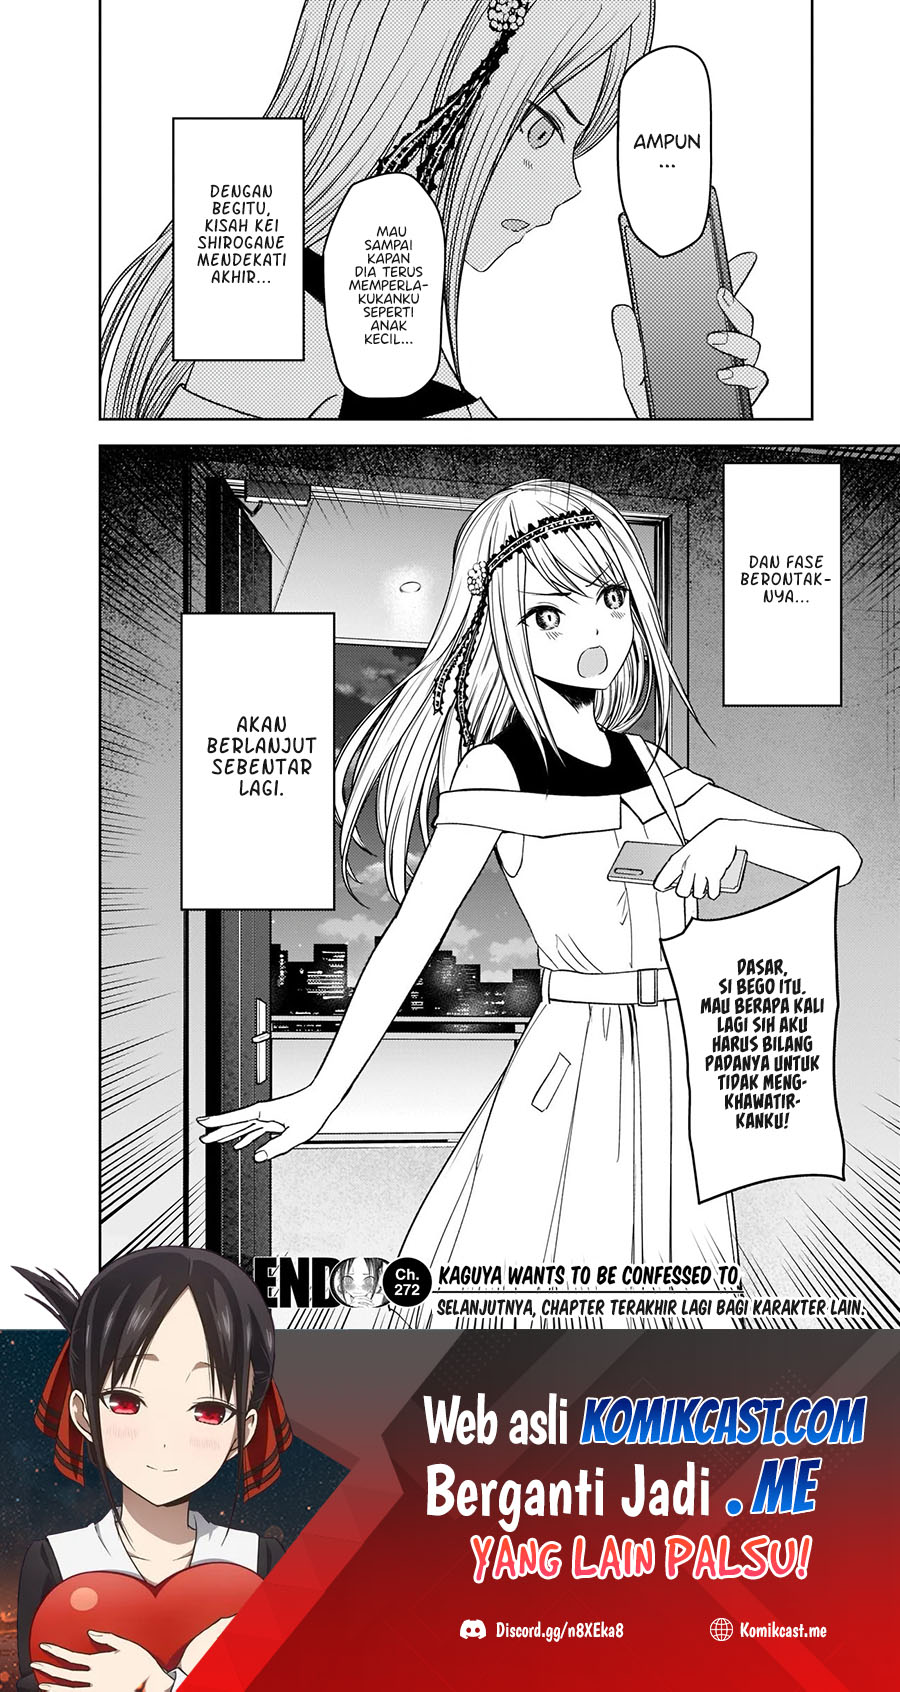 AMPUN
...
DENGAN
BEGITU,
KISAH KEI
SHIROGANE
MENDEKATI
AKHIR...
MAU
SAMPAI
KAPAN
DIA TERUS
MEMPERLA-
KUKANKU
SEPERTI
ANAK
KECIL...
DAN FASE
BERONTAK-
NYA...
AKAN
BERLANJUT
SEBENTAR
LAGI.
DASAR,
SI BEGO ITU.
MAU BERAPA KALI
LAGI SIH AKU
HARUS BILANG
PADANYA UNTUK
TIDAK MENG-
KHAWATIR-
KANKU!
END
Ch.
272
KAGUYA WANTS TO BE CONFESSED TO
SELANJUTNYA, CHAPTER TERAKHIR LAGI BAGI KARAKTER LAIN.
Web asli KOMIKCAST.COM
Berganti Jadi .ME
YANG LAIN PALSU!
Discord.gg/n8XEka8
Komikcast.me